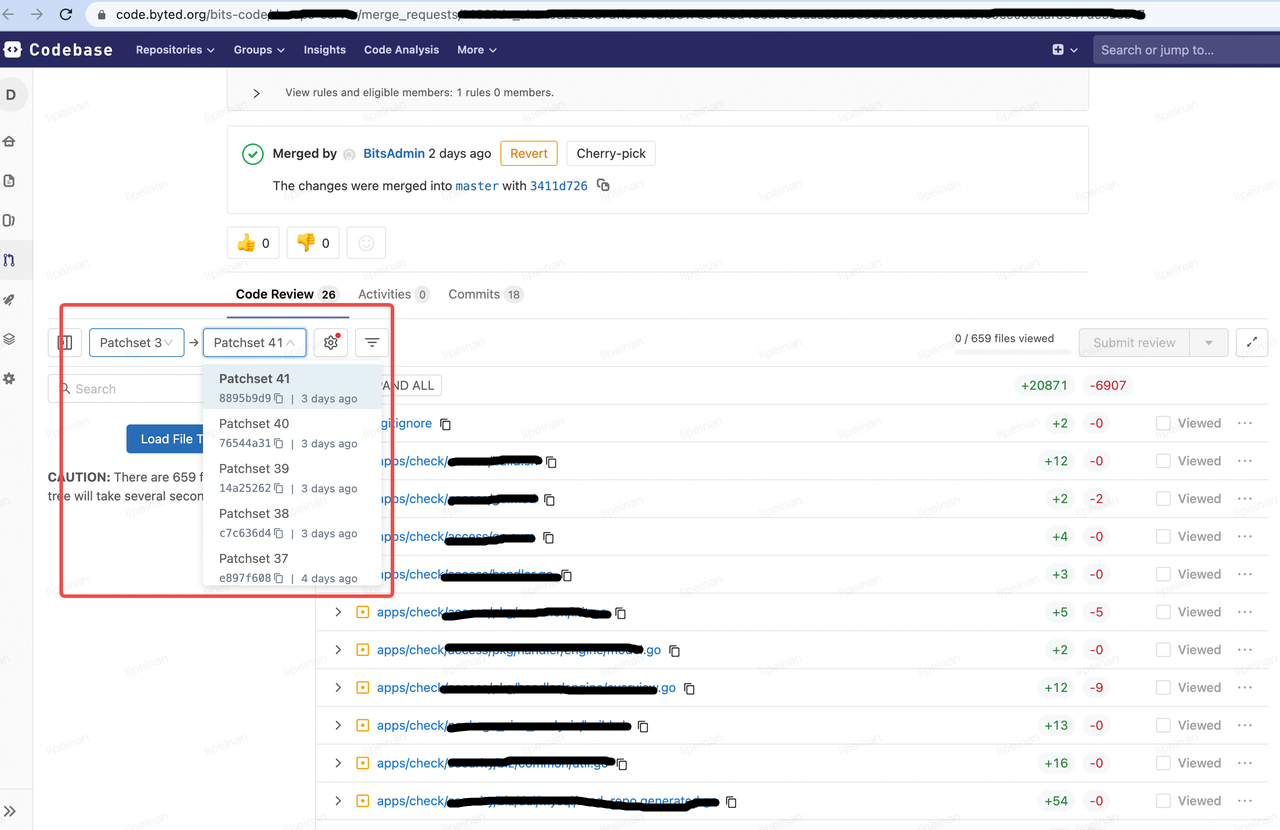 code.byted.org/bits-code/ /merge_requests/
Codebase Repositories Groups Insights Code Analysis More Search or jump to...
D
View rules and eligible members: 1 rules 0 members.
Merged by BitsAdmin 2 days ago Revert Cherry-pick
The changes were merged into master with 3411d726
👍 0 👎 0
Code Review 26 Activities 0 Commits 18
Patchset 3 → Patchset 41 0 / 659 files viewed Submit review
Search
Patchset 41
8895b9d9 | 3 days ago
Patchset 40
76544a31 | 3 days ago
Patchset 39
14a25262 | 3 days ago
Patchset 38
c7c636d4 | 3 days ago
Patchset 37
e897f608 | 4 days ago
Load File T
CAUTION: There are 659 f
tree will take several secon
PAND ALL +20871 -6907
gitignore +2 -0 Viewed
apps/check/ +12 -0 Viewed
apps/check/ +2 -2 Viewed
apps/check/ +4 -0 Viewed
apps/check/ +3 -0 Viewed
apps/check/ +5 -5 Viewed
apps/check/ .go +2 -0 Viewed
apps/check/ .go +12 -9 Viewed
apps/check/ +13 -0 Viewed
apps/check/ +16 -0 Viewed
apps/check/ +54 -0 Viewed
lipeinan